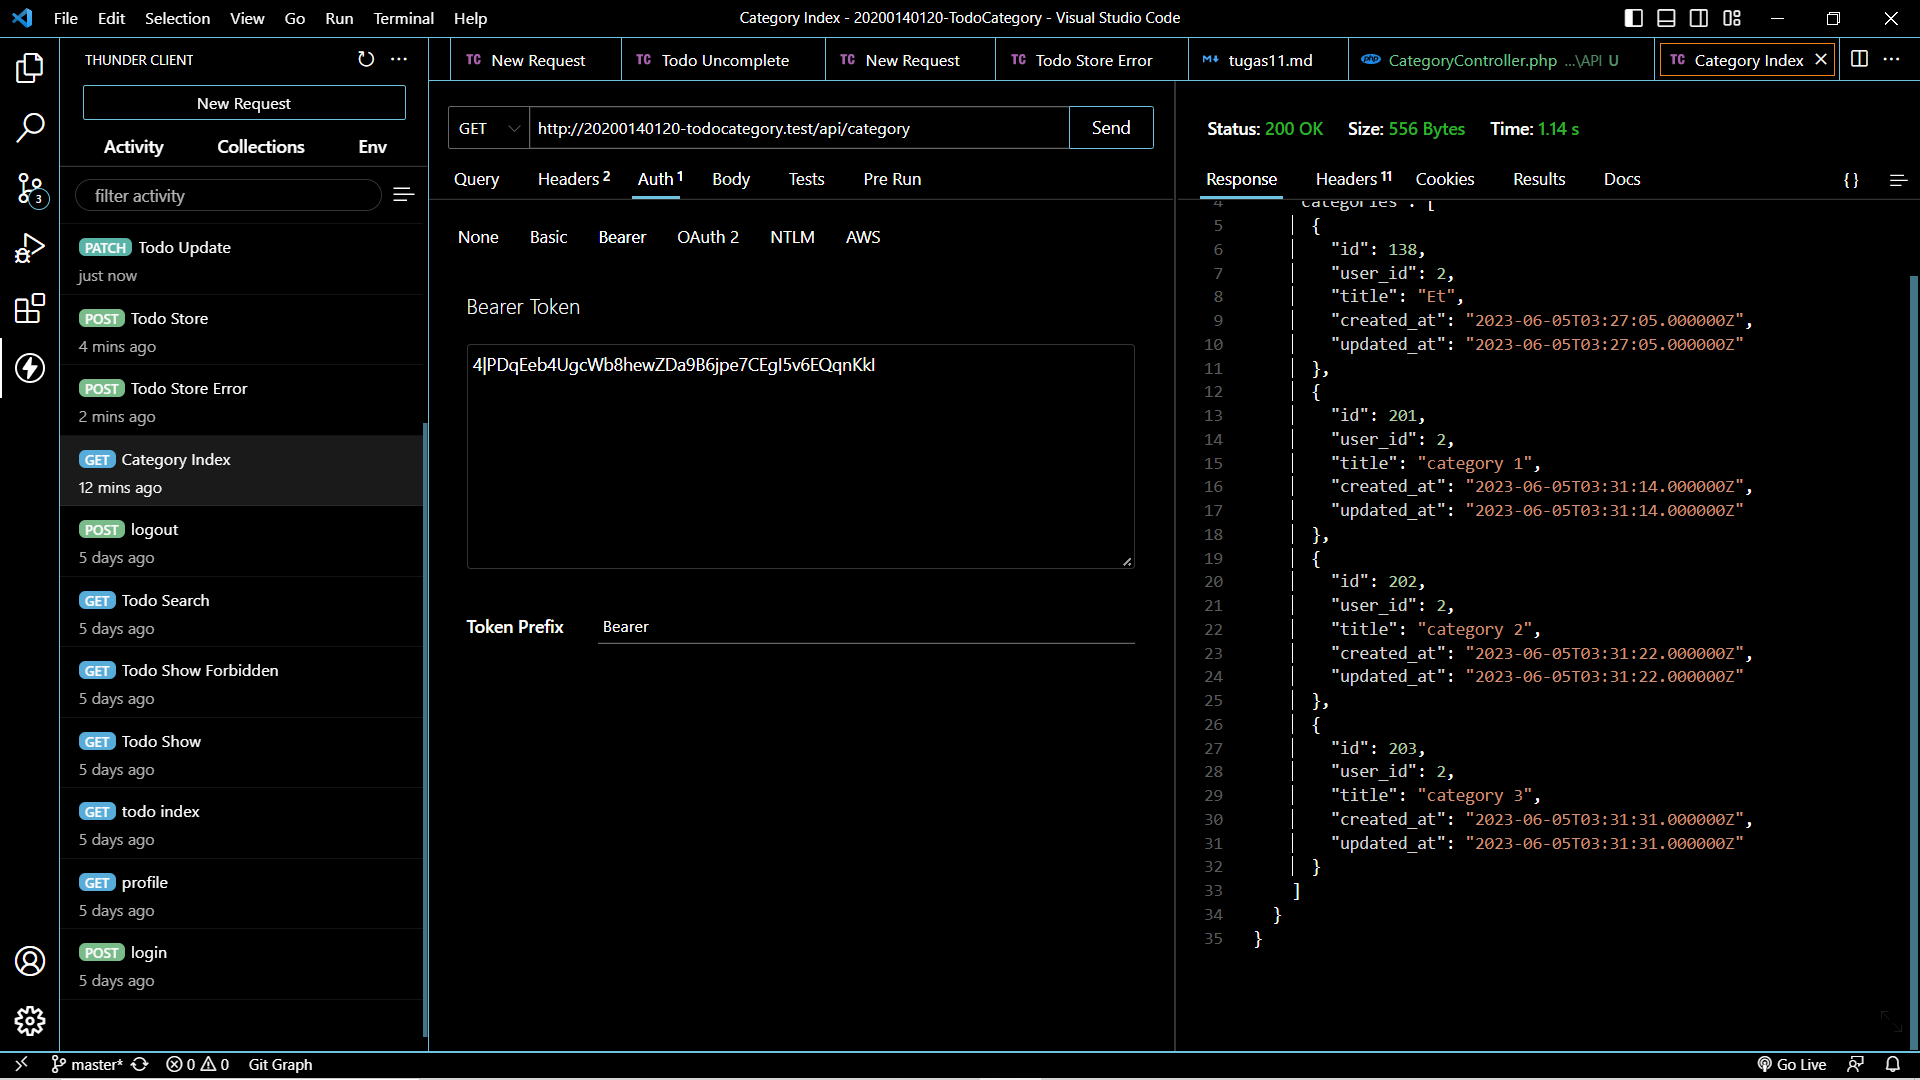 File Edit Selection View Go Run Terminal Help
Category Index - 20200140120-TodoCategory - Visual Studio Code
THUNDER CLIENT
New Request
Activity Collections Env
filter activity
PATCH Todo Update
just now
POST Todo Store
4 mins ago
POST Todo Store Error
2 mins ago
GET Category Index
12 mins ago
POST logout
5 days ago
GET Todo Search
5 days ago
GET Todo Show Forbidden
5 days ago
GET Todo Show
5 days ago
GET todo index
5 days ago
GET profile
5 days ago
POST login
5 days ago
3
TC New Request TC Todo Uncomplete TC New Request TC Todo Store Error tugas11.md php CategoryController.php ...\API U TC Category Index
GET http://20200140120-todocategory.test/api/category Send
Query Headers 2 Auth 1 Body Tests Pre Run
None Basic Bearer OAuth 2 NTLM AWS
Bearer Token
4|PDqEeb4UgcWb8hewZDa9B6jpe7CEgI5v6EQqnKkI
Token Prefix Bearer
Status: 200 OK Size: 556 Bytes Time: 1.14 s
Response Headers 11 Cookies Results Docs {}
4 "categories": [
5 {
6 "id": 138,
7 "user_id": 2,
8 "title": "Et",
9 "created_at": "2023-06-05T03:27:05.000000Z",
10 "updated_at": "2023-06-05T03:27:05.000000Z"
11 },
12 {
13 "id": 201,
14 "user_id": 2,
15 "title": "category 1",
16 "created_at": "2023-06-05T03:31:14.000000Z",
17 "updated_at": "2023-06-05T03:31:14.000000Z"
18 },
19 {
20 "id": 202,
21 "user_id": 2,
22 "title": "category 2",
23 "created_at": "2023-06-05T03:31:22.000000Z",
24 "updated_at": "2023-06-05T03:31:22.000000Z"
25 },
26 {
27 "id": 203,
28 "user_id": 2,
29 "title": "category 3",
30 "created_at": "2023-06-05T03:31:31.000000Z",
31 "updated_at": "2023-06-05T03:31:31.000000Z"
32 }
33 ]
34 }
35 }
master* 0 0 Git Graph Go Live